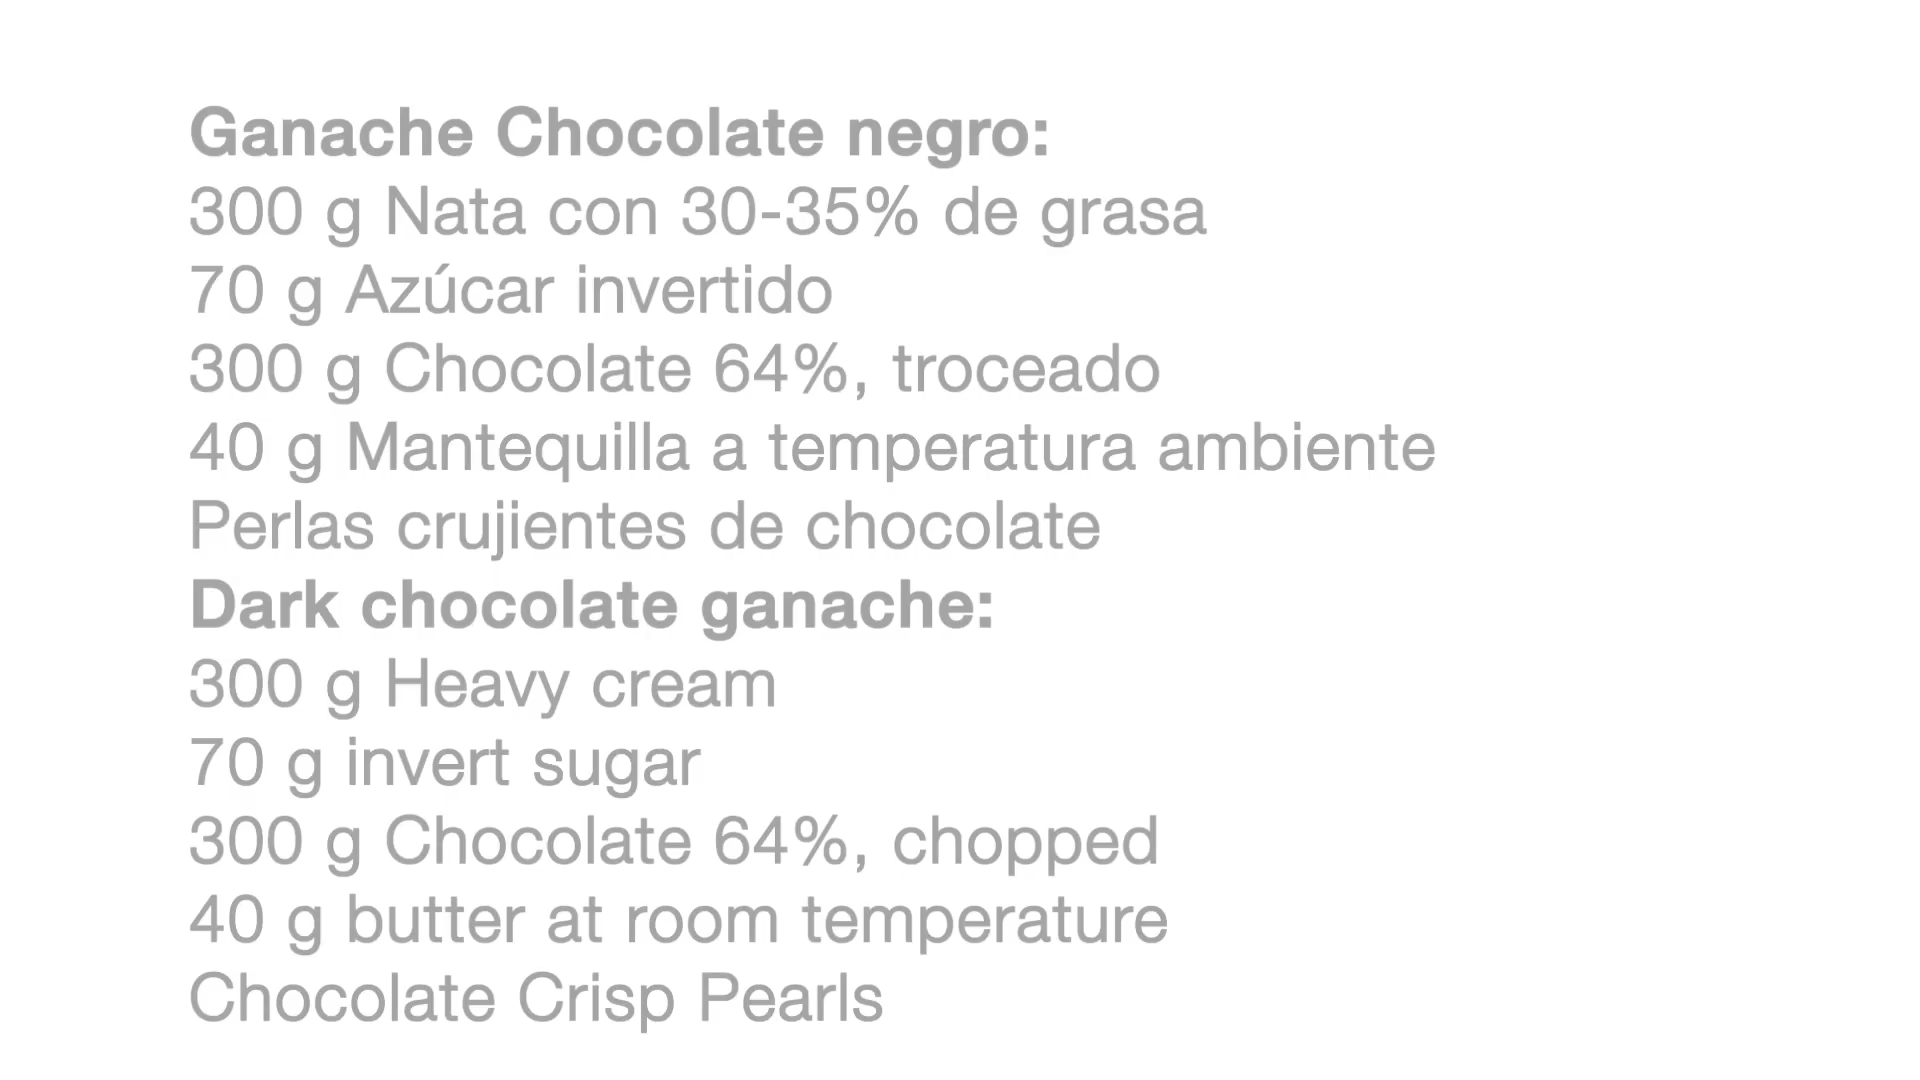 Ganache Chocolate negro:
300 g Nata con 30-35% de grasa
70 g Azúcar invertido
300 g Chocolate 64%, troceado
40 g Mantequilla a temperatura ambiente
Perlas crujientes de chocolate
Dark chocolate ganache:
300 g Heavy cream
70 g invert sugar
300 g Chocolate 64%, chopped
40 g butter at room temperature
Chocolate Crisp Pearls